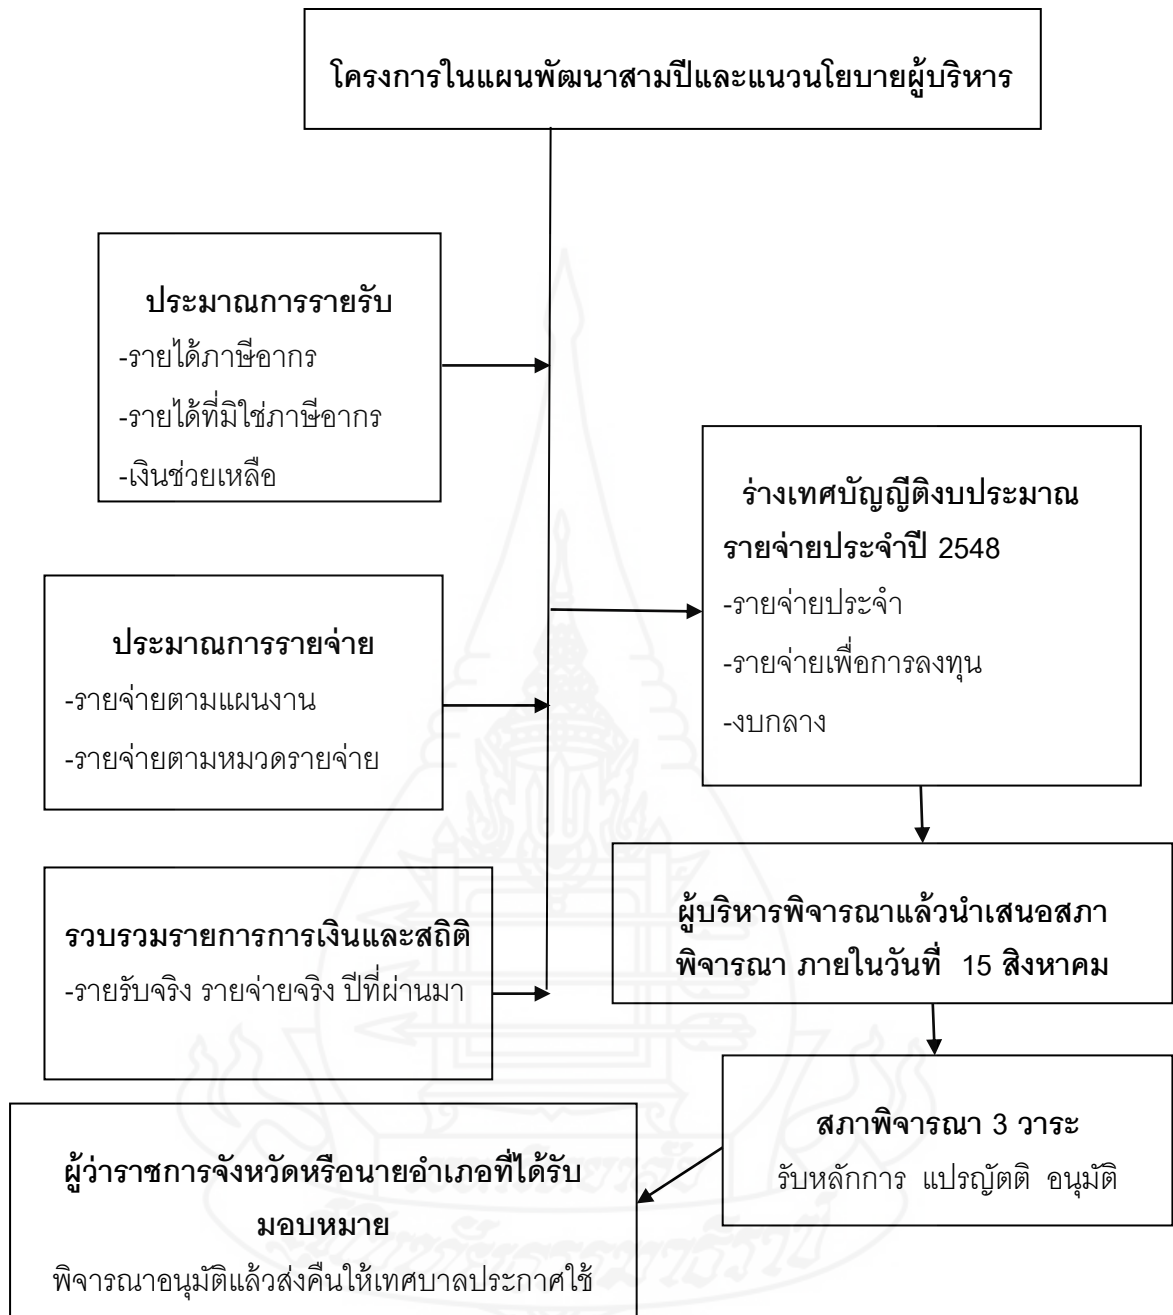 โครงการในแผนพัฒนาสามปีและแนวนโยบายผู้บริหาร
ประมาณการรายรับ
-รายได้ภาษีอากร
-รายได้ที่มิใช่ภาษีอากร
-เงินช่วยเหลือ
ร่างเทศบัญญีติงบประมาณ
รายจ่ายประจำปี 2548
-รายจ่ายประจำ
-รายจ่ายเพื่อการลงทุน
-งบกลาง
ประมาณการรายจ่าย
-รายจ่ายตามแผนงาน
-รายจ่ายตามหมวดรายจ่าย
ผู้บริหารพิจารณาแล้วนำเสนอสภา
พิจารณา ภายในวันที่ 15 สิงหาคม
รวบรวมรายการการเงินและสถิติ
-รายรับจริง รายจ่ายจริง ปีที่ผ่านมา
สภาพิจารณา 3 วาระ
รับหลักการ แปรญัตติ อนุมัติ
ผู้ว่าราชการจังหวัดหรือนายอำเภอที่ได้รับ
มอบหมาย
พิจารณาอนุมัติแล้วส่งคืนให้เทศบาลประกาศใช้